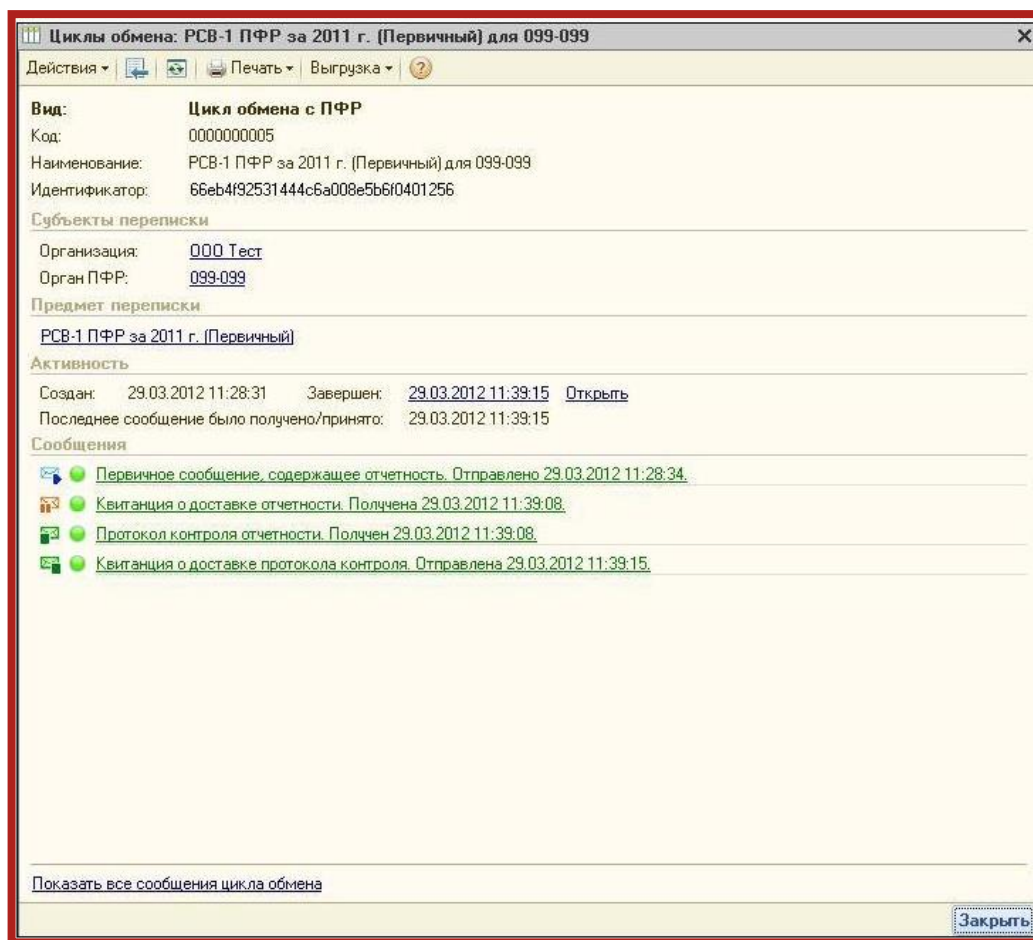 Циклы обмена: РСВ-1 ПФР за 2011 г. (Первичный) для 099-099
Действия Печать Выгрузка
Вид: Цикл обмена с ПФР
Код: 0000000005
Наименование: РСВ-1 ПФР за 2011 г. (Первичный) для 099-099
Идентификатор: 66eb4f92531444c6a008e5b6f0401256
Субъекты переписки
Организация: ООО Тест
Орган ПФР: 099-099
Предмет переписки
РСВ-1 ПФР за 2011 г. (Первичный)
Активность
Создан: 29.03.2012 11:28:31 Завершен: 29.03.2012 11:39:15 Открыть
Последнее сообщение было получено/принято: 29.03.2012 11:39:15
Сообщения
Первичное сообщение, содержащее отчетность. Отправлено 29.03.2012 11:28:34.
Квитанция о доставке отчетности. Получена 29.03.2012 11:39:08.
Протокол контроля отчетности. Получен 29.03.2012 11:39:08.
Квитанция о доставке протокола контроля. Отправлена 29.03.2012 11:39:15.
Показать все сообщения цикла обмена
Закрыть